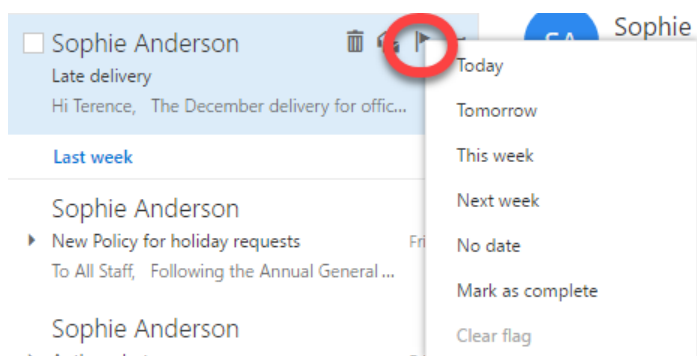 Sophie Anderson
Late delivery
Hi Terence, The December delivery for offic...
Last week
Sophie Anderson
New Policy for holiday requests Fri
To All Staff, Following the Annual General ...
Sophie Anderson
SA
Sophie
Today
Tomorrow
This week
Next week
No date
Mark as complete
Clear flag